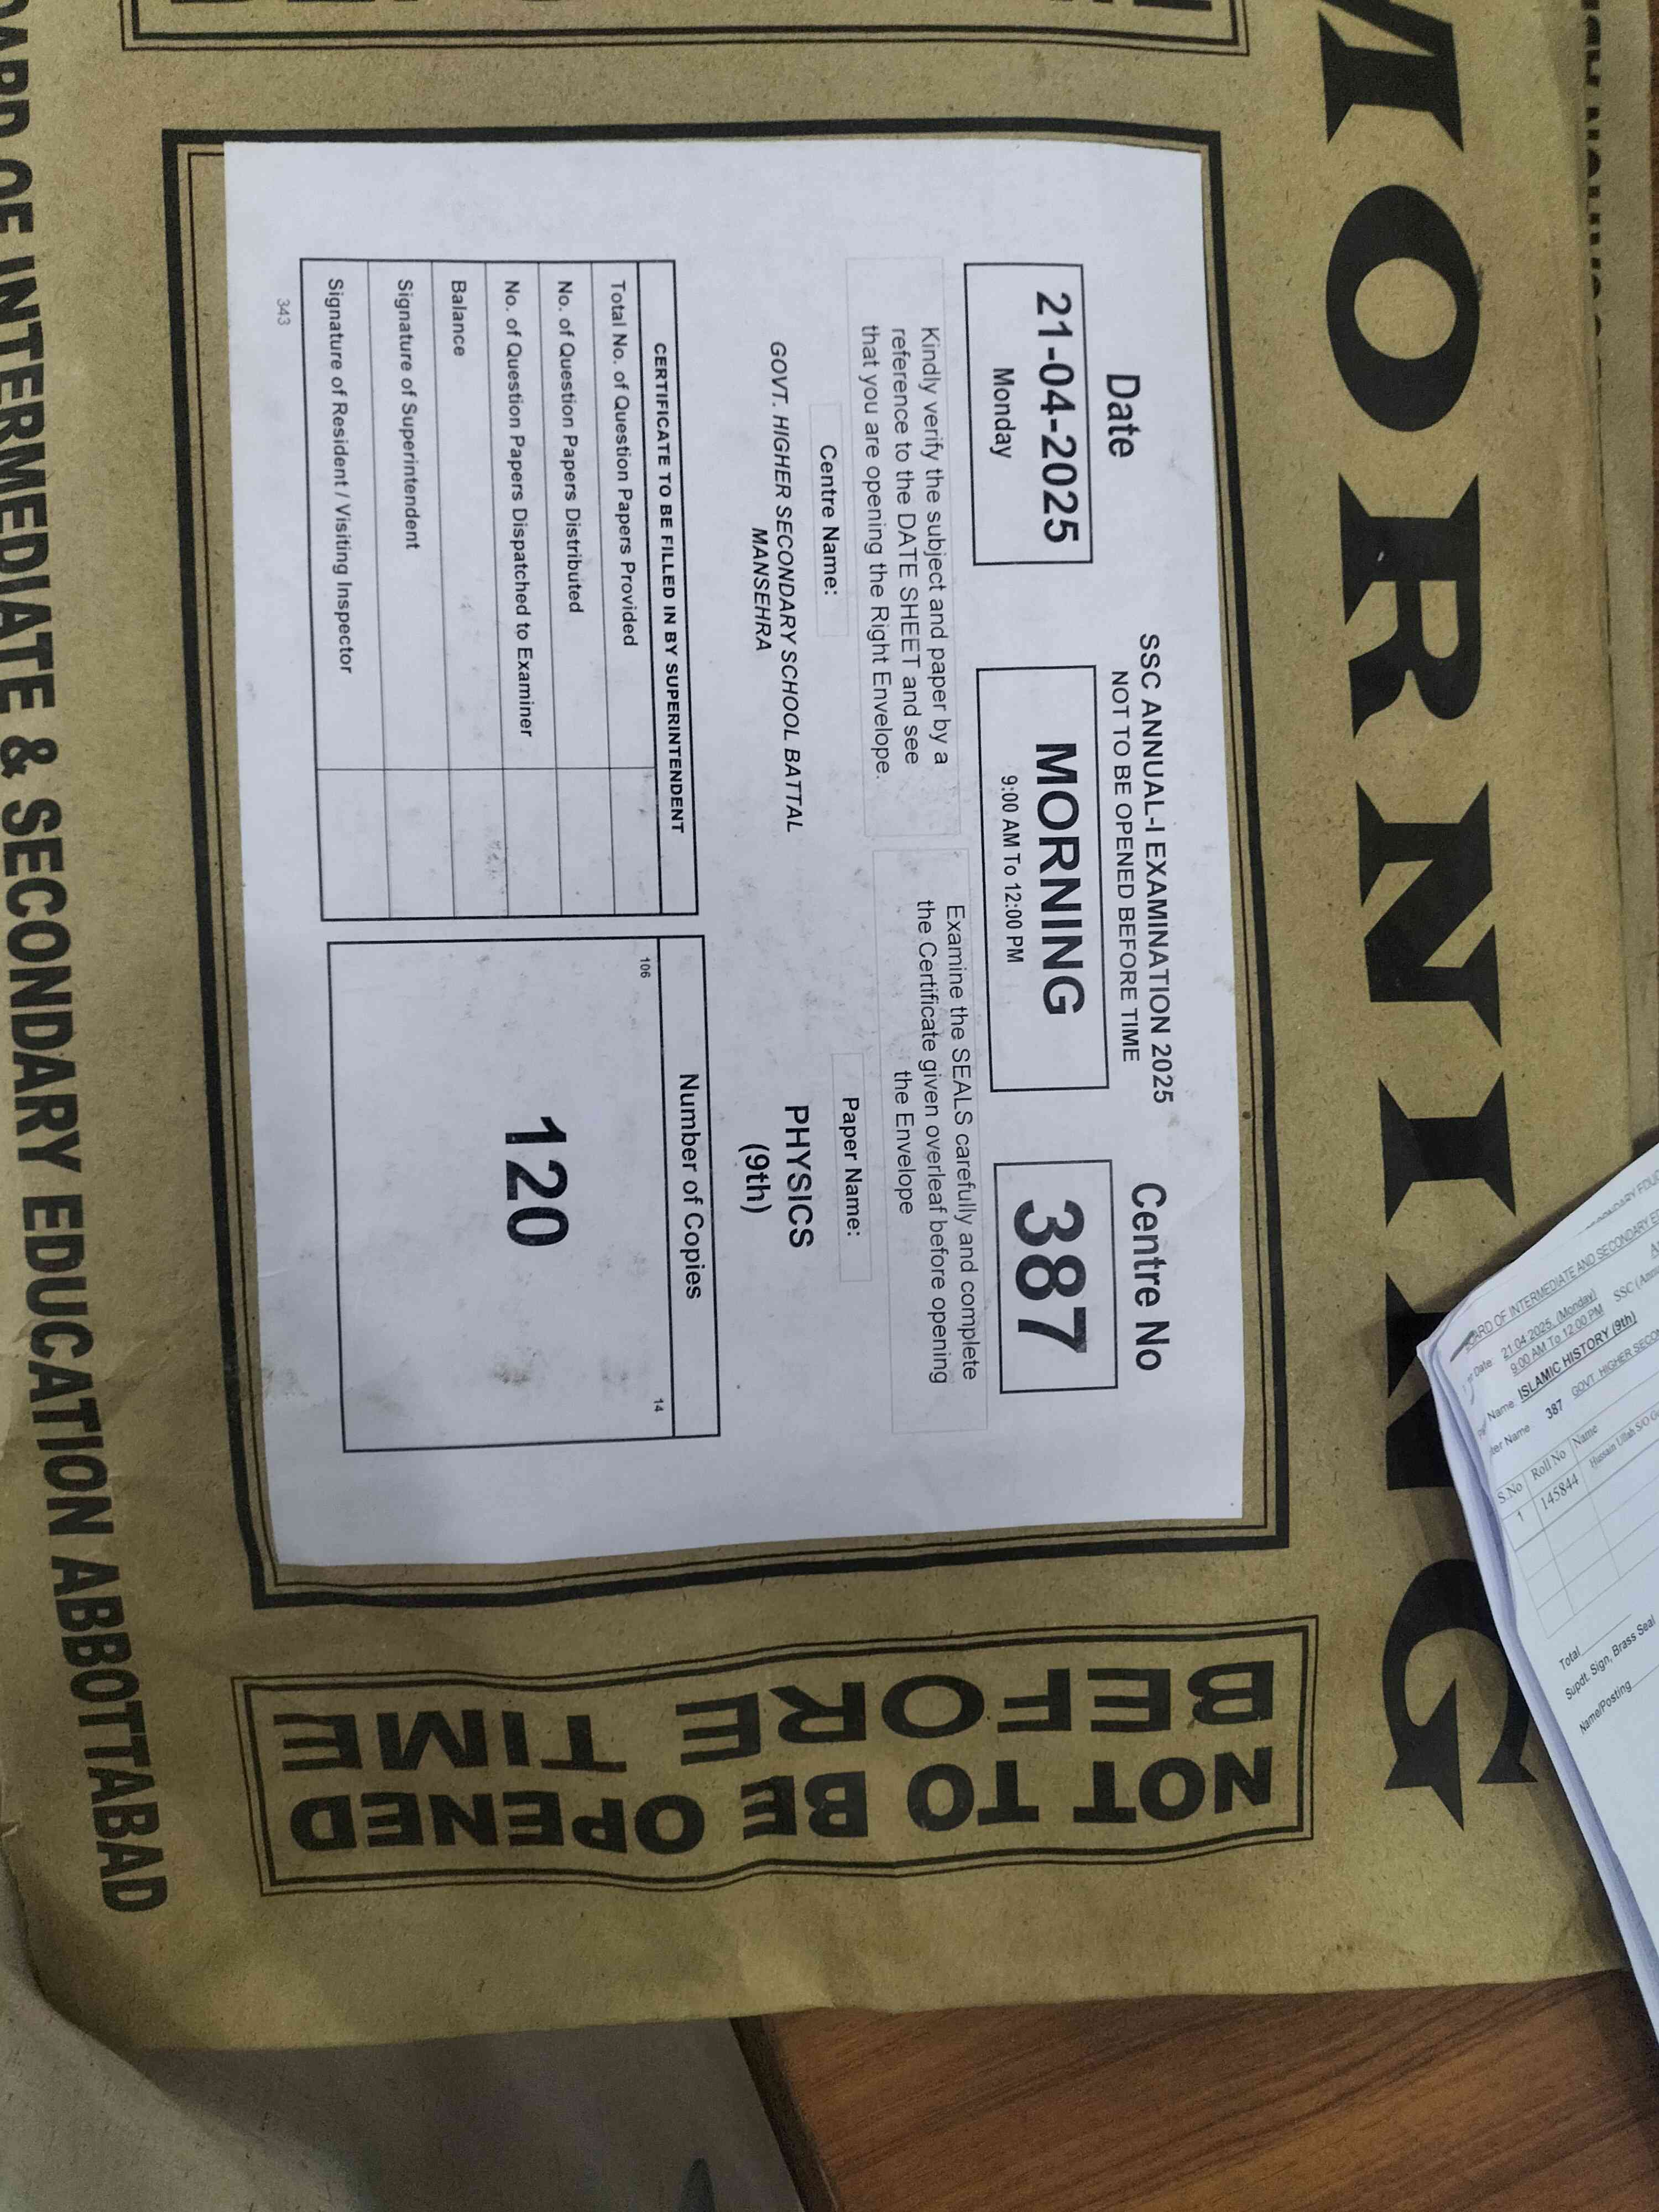 MORNING
Date
SSC ANNUAL-I EXAMINATION 2025
NOT TO BE OPENED BEFORE TIME
Centre No
21-04-2025
Monday
MORNING
9:00 AM To 12:00 PM
387
Kindly verify the subject and paper by a
reference to the DATE SHEET and see
that you are opening the Right Envelope.
Examine the SEALS carefully and complete
the Certificate given overleaf before opening
the Envelope
Centre Name:
GOVT. HIGHER SECONDARY SCHOOL BATTAL
MANSEHRA
Paper Name:
PHYSICS
(9th)
CERTIFICATE TO BE FILLED IN BY SUPERINTENDENT
Total No. of Question Papers Provided
No. of Question Papers Distributed
No. of Question Papers Dispatched to Examiner
Balance
Signature of Superintendent
Signature of Resident / Visiting Inspector
343
Number of Copies
106
14
120
NOT TO BE OPENED
BEFORE TIME
BOARD OF INTERMEDIATE & SECONDARY EDUCATION ABBOTTABAD
BOARD OF INTERMEDIATE AND SECONDARY
SSC
Date: 21.04.2025, (Monday)
9:00 AM To 12:00 PM
Name ISLAMIC HISTORY (9th)
Name 387 GOVT. HIGHER
S.No Roll No Name
1 145844 Hussain Ullah S/O
Total
Supdt. Sign, Brass Seal
Name/Posting